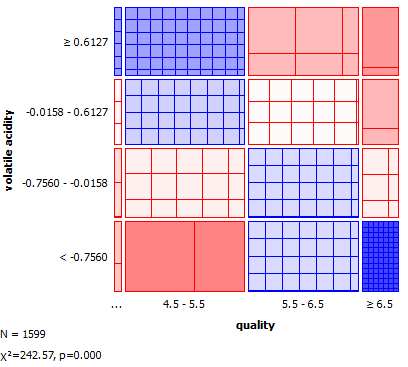 volatile acidity
≥ 0.6127
-0.0158 - 0.6127
-0.7560 - -0.0158
< -0.7560
... 4.5 - 5.5 5.5 - 6.5 ≥ 6.5
quality
N = 1599
X²=242.57, p=0.000